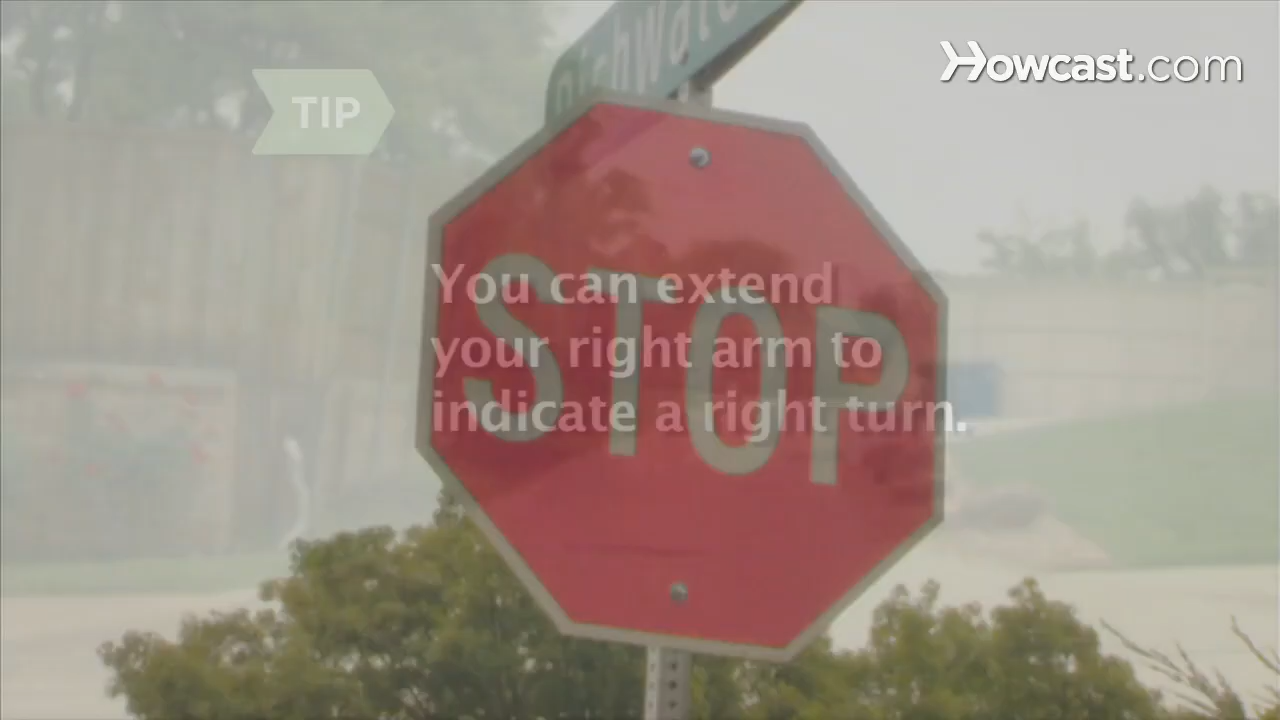 Howcast.com
TIP
STOP
You can extend
your right arm to
indicate a right turn.